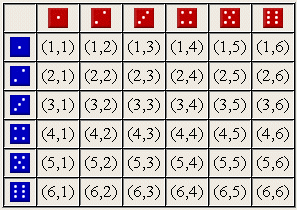 (1,1) (1,2) (1,3) (1,4) (1,5) (1,6)
(2,1) (2,2) (2,3) (2,4) (2,5) (2,6)
(3,1) (3,2) (3,3) (3,4) (3,5) (3,6)
(4,1) (4,2) (4,3) (4,4) (4,5) (4,6)
(5,1) (5,2) (5,3) (5,4) (5,5) (5,6)
(6,1) (6,2) (6,3) (6,4) (6,5) (6,6)